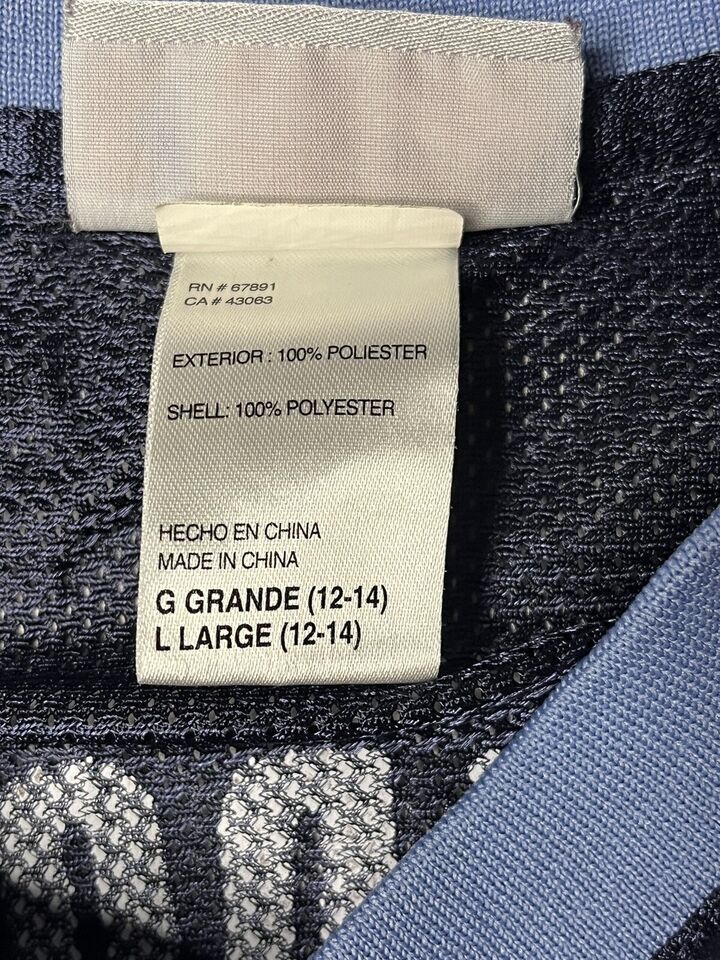 RN # 67891
CA # 43063
EXTERIOR : 100% POLIESTER
SHELL: 100% POLYESTER
HECHO EN CHINA
MADE IN CHINA
G GRANDE (12-14)
L LARGE (12-14)